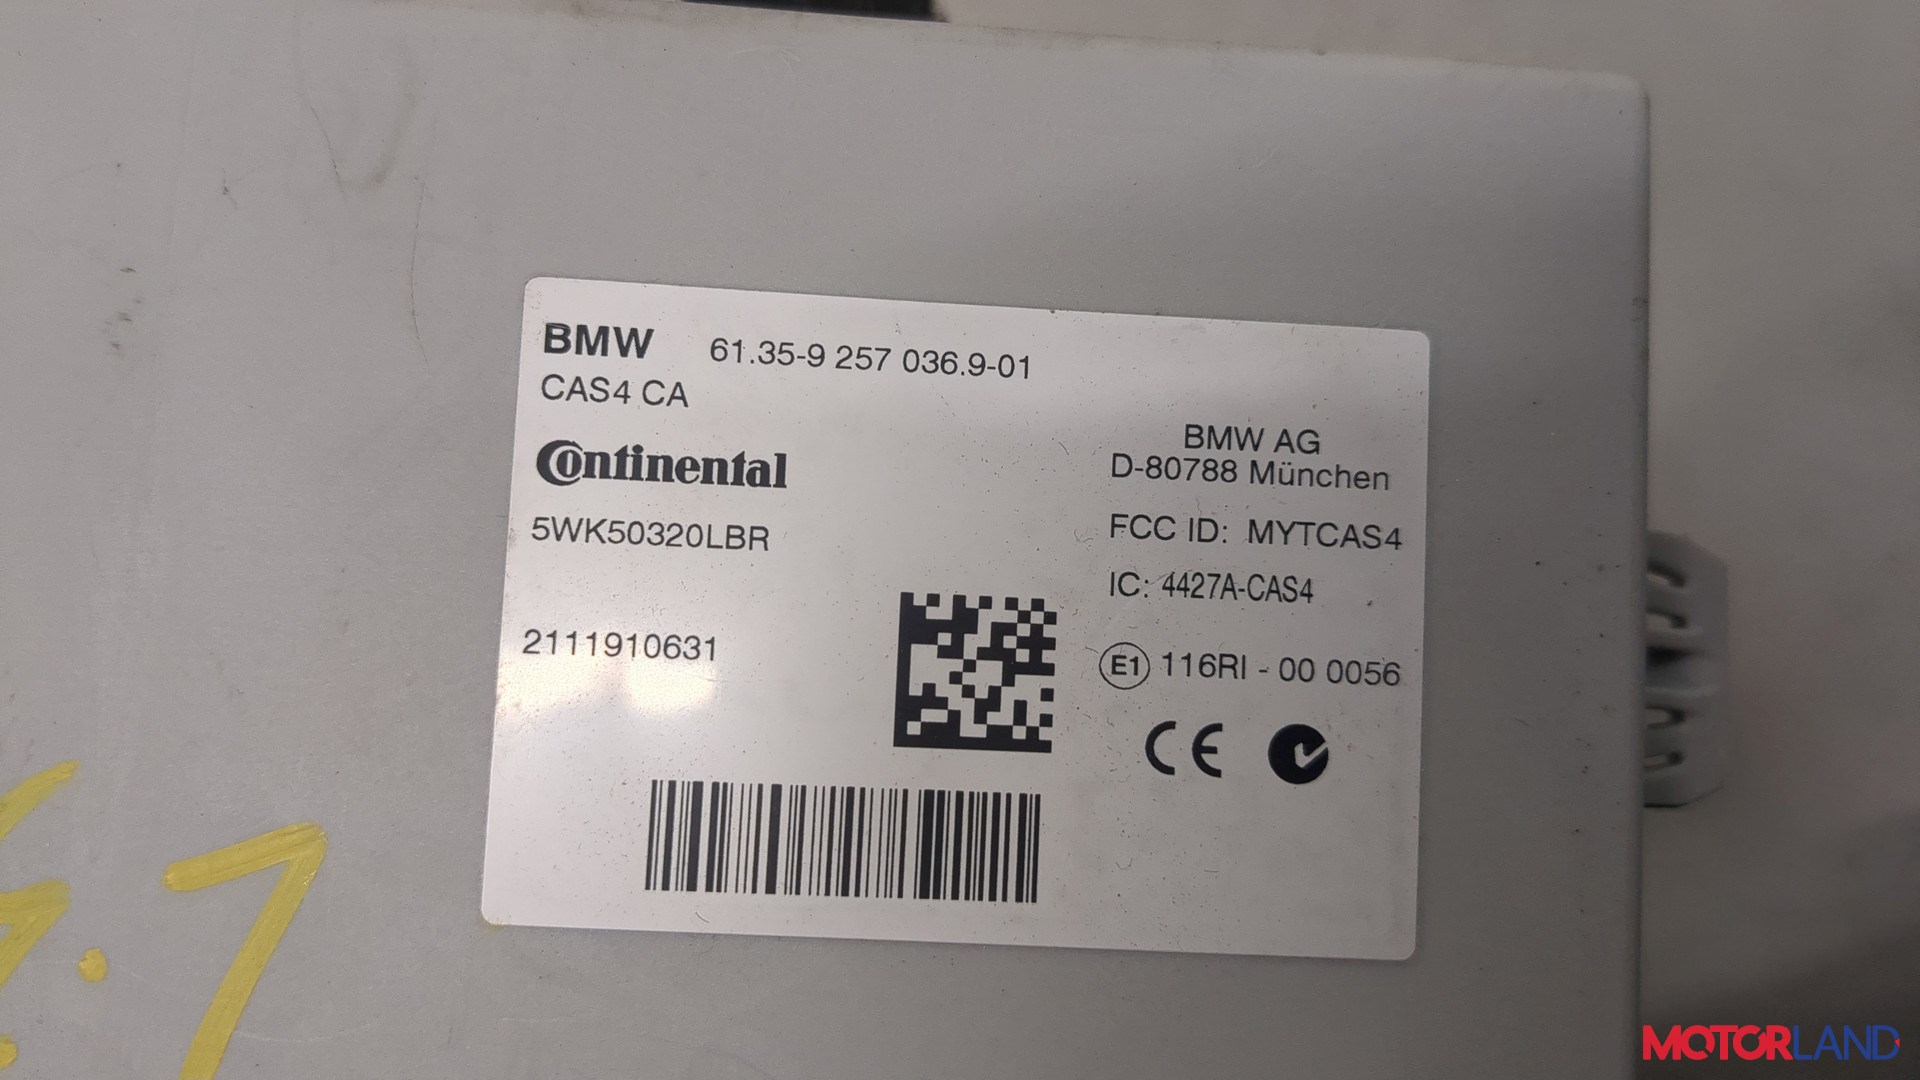 BMW 61.35-9 257 036.9-01
CAS4 CA
Continental
5WK50320LBR
2111910631
BMW AG
D-80788 München
FCC ID: MYTCAS4
IC: 4427A-CAS4
E1 116RI - 00 0056
CE
MOTORLAND